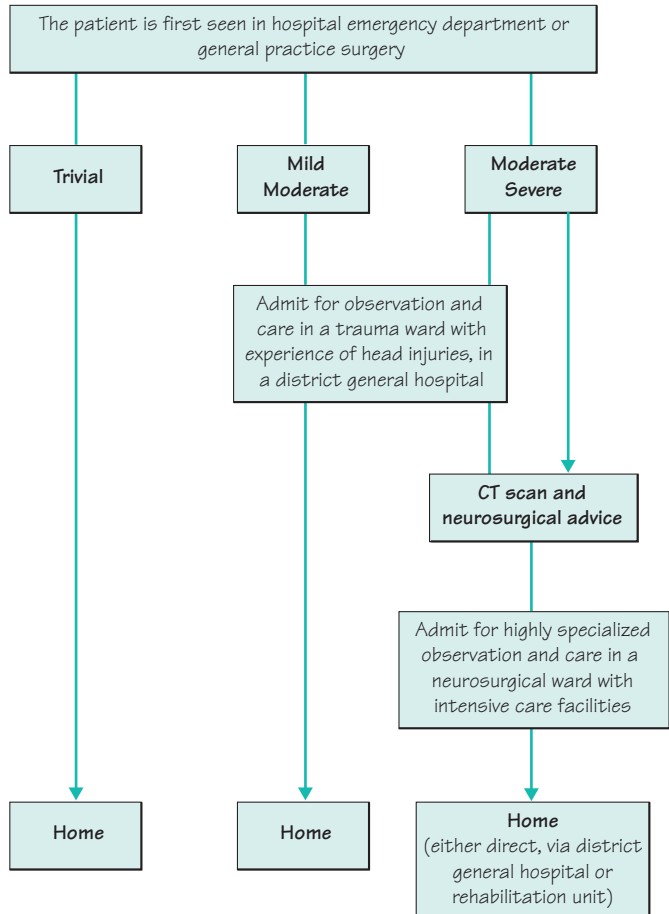 The patient is first seen in hospital emergency department or
general practice surgery
Trivial
Mild
Moderate
Moderate
Severe
Admit for observation and
care in a trauma ward with
experience of head injuries, in
a district general hospital
CT scan and
neurosurgical advice
Admit for highly specialized
observation and care in a
neurosurgical ward with
intensive care facilities
Home
Home
Home
(either direct, via district
general hospital or
rehabilitation unit)